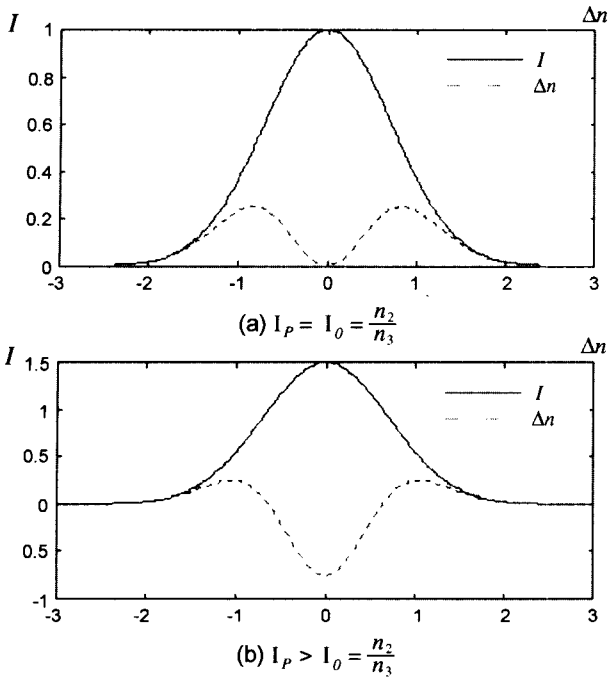 I Δn
1
0.8
0.6
0.4
0.2
0
I
Δn
-3 -2 -1 0 1 2 3
(a) I_P = I_0 = n_2/n_3
I Δn
1.5
1
0.5
0
0.5
-1
I
Δn
-3 -2 -1 0 1 2 3
(b) I_P > I_0 = n_2/n_3